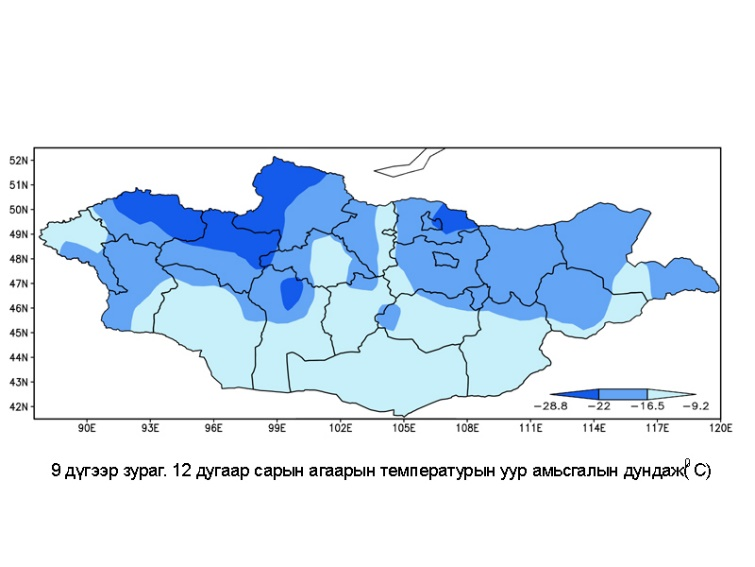 52N
51N
50N
49N
48N
47N
46N
45N
44N
43N
42N
−28.8 −22 −16.5 −9.2
90E 93E 96E 99E 102E 105E 108E 111E 114E 117E 120E
9 дүгээр зураг. 12 дугаар сарын агаарын температурын уур амьсгалын дундаж(⁰ С)